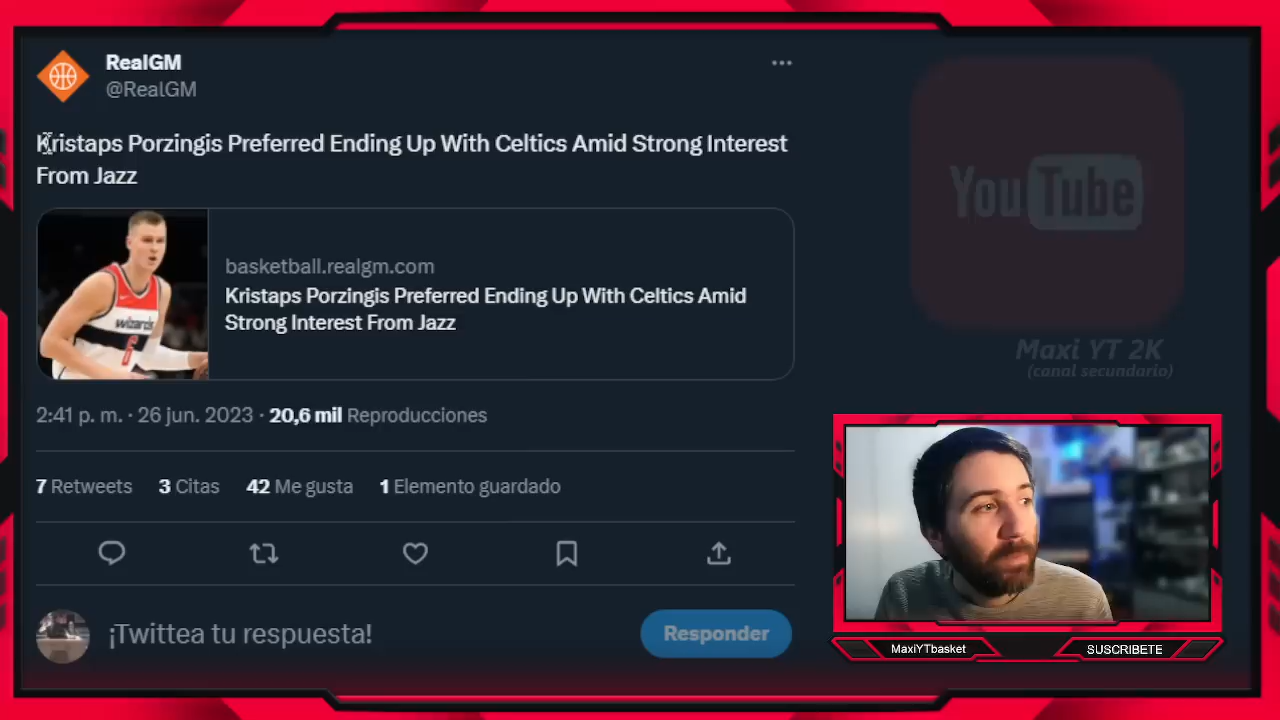 RealGM
@RealGM
Kristaps Porzingis Preferred Ending Up With Celtics Amid Strong Interest
From Jazz
basketball.realgm.com
Kristaps Porzingis Preferred Ending Up With Celtics Amid
Strong Interest From Jazz
wizards
6
2:41 p. m. · 26 jun. 2023 · 20,6 mil Reproducciones
7 Retweets 3 Citas 42 Me gusta 1 Elemento guardado
¡Twittea tu respuesta!
Responder
YouTube
Maxi YT 2K
(canal secundario)
MaxiYTbasket
SUSCRIBETE